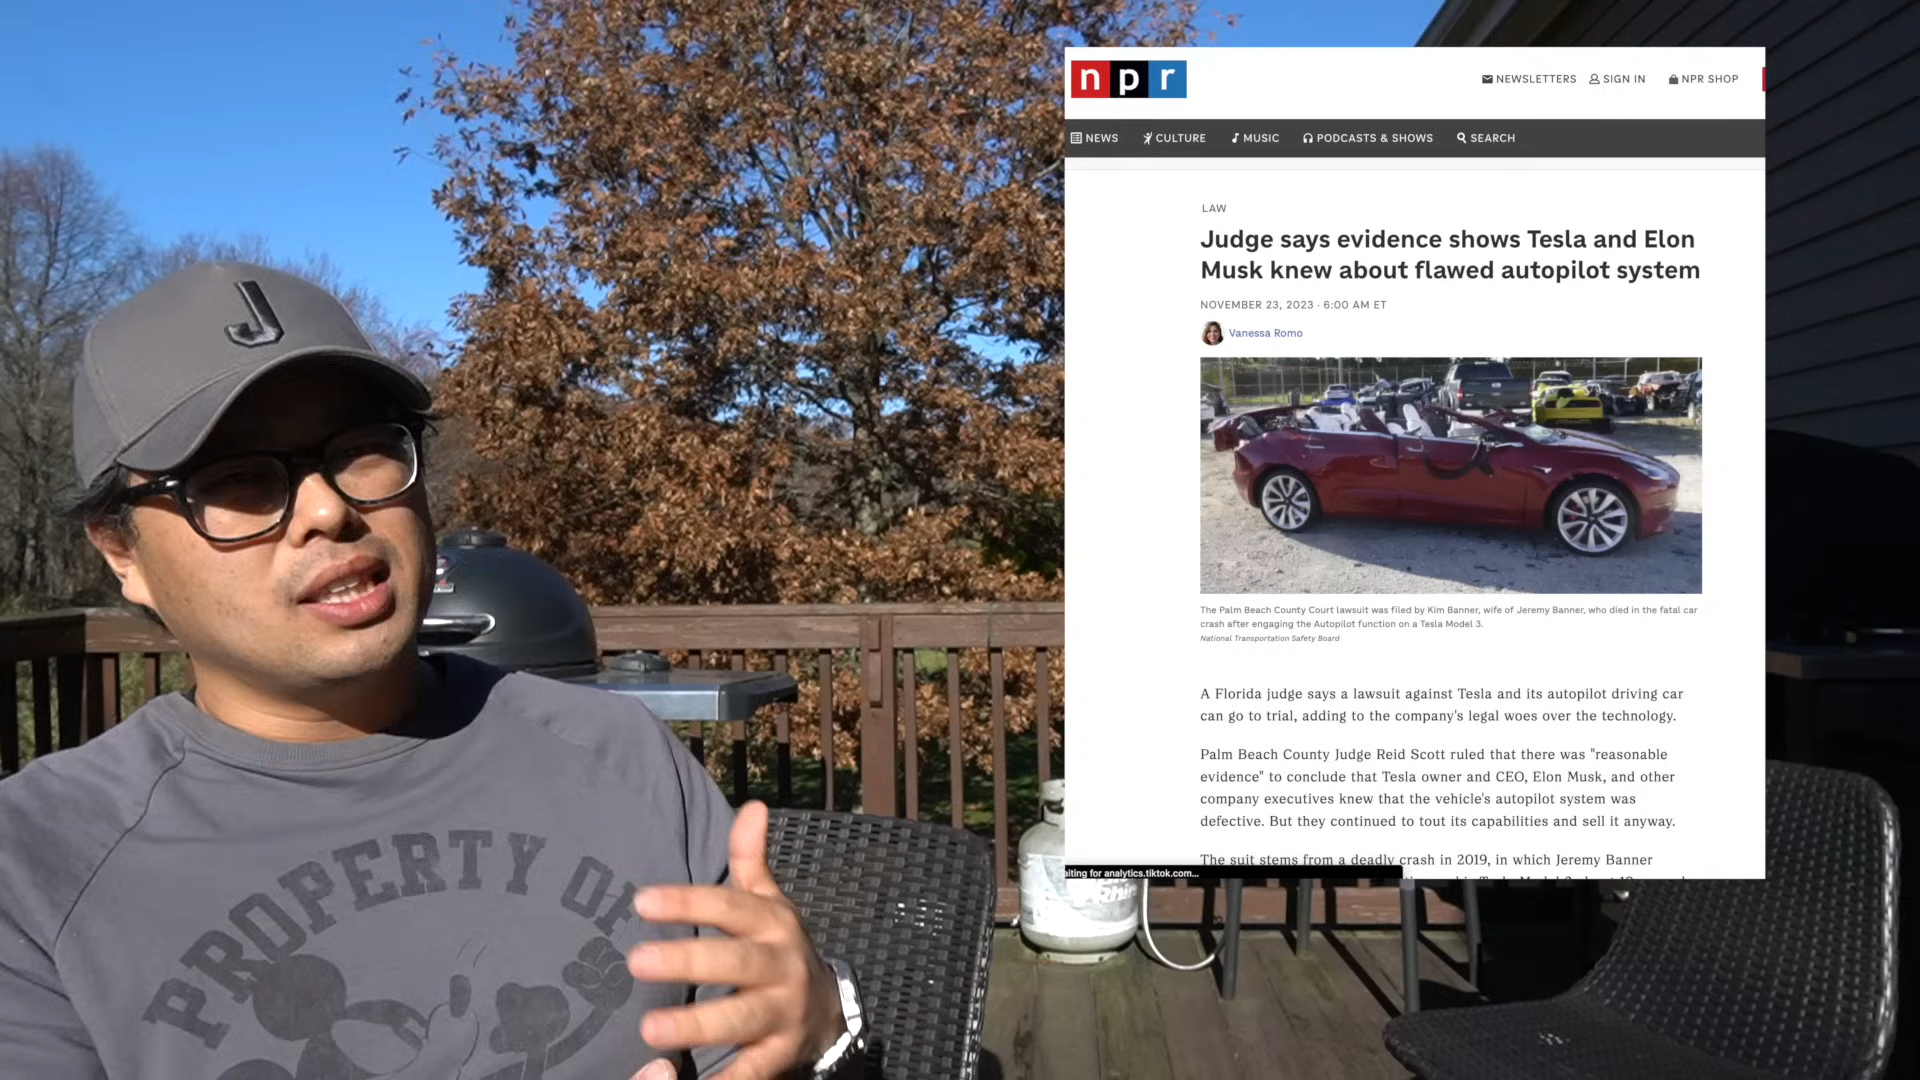 J
PROPERTY OF
npr
NEWSLETTERS SIGN IN NPR SHOP
NEWS CULTURE MUSIC PODCASTS & SHOWS SEARCH
LAW
Judge says evidence shows Tesla and Elon
Musk knew about flawed autopilot system
NOVEMBER 23, 2023 · 6:00 AM ET
Vanessa Romo
The Palm Beach County Court lawsuit was filed by Kim Banner, wife of Jeremy Banner, who died in the fatal car
crash after engaging the Autopilot function on a Tesla Model 3.
National Transportation Safety Board
A Florida judge says a lawsuit against Tesla and its autopilot driving car
can go to trial, adding to the company's legal woes over the technology.
Palm Beach County Judge Reid Scott ruled that there was "reasonable
evidence" to conclude that Tesla owner and CEO, Elon Musk, and other
company executives knew that the vehicle's autopilot system was
defective. But they continued to tout its capabilities and sell it anyway.
The suit stems from a deadly crash in 2019, in which Jeremy Banner
aiting for analytics.tiktok.com...